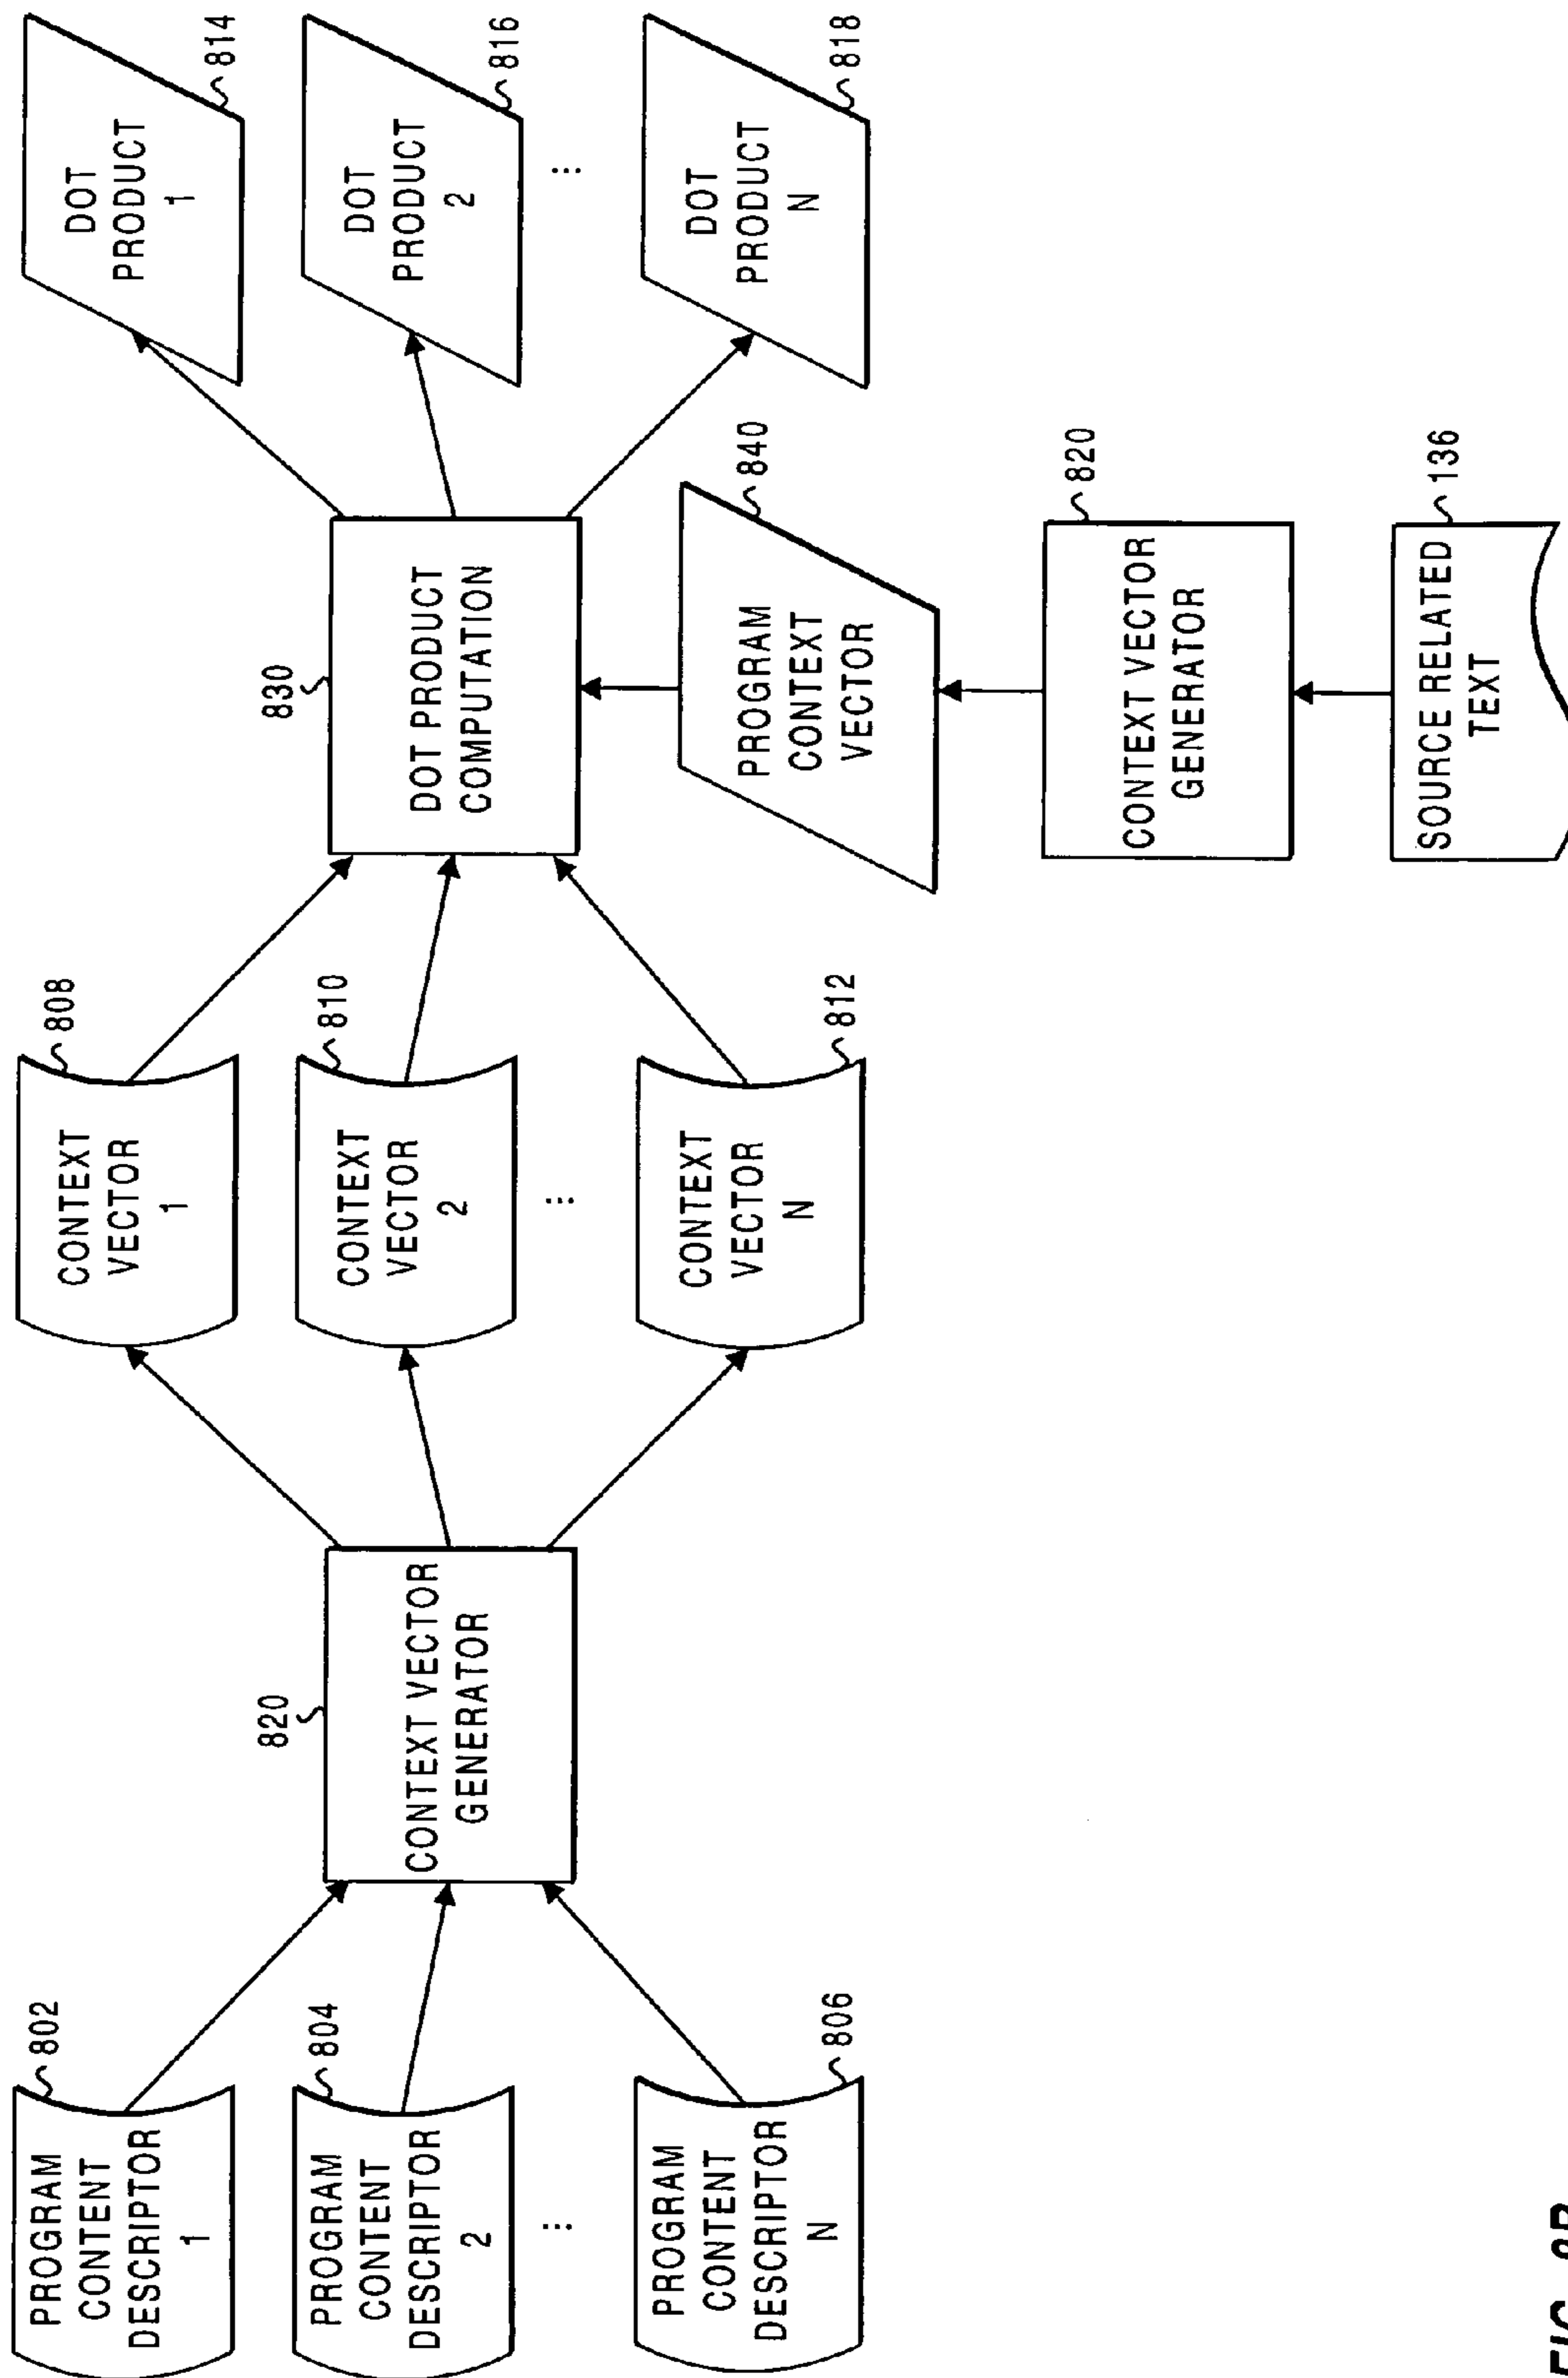 802
PROGRAM
CONTENT
DESCRIPTOR
1
804
PROGRAM
CONTENT
DESCRIPTOR
2
...
806
PROGRAM
CONTENT
DESCRIPTOR
N
820
CONTEXT VECTOR
GENERATOR
808
CONTEXT
VECTOR
1
810
CONTEXT
VECTOR
2
...
812
CONTEXT
VECTOR
N
830
DOT PRODUCT
COMPUTATION
840
PROGRAM
CONTEXT
VECTOR
820
CONTEXT VECTOR
GENERATOR
136
SOURCE RELATED
TEXT
814
DOT
PRODUCT
1
816
DOT
PRODUCT
2
...
818
DOT
PRODUCT
N